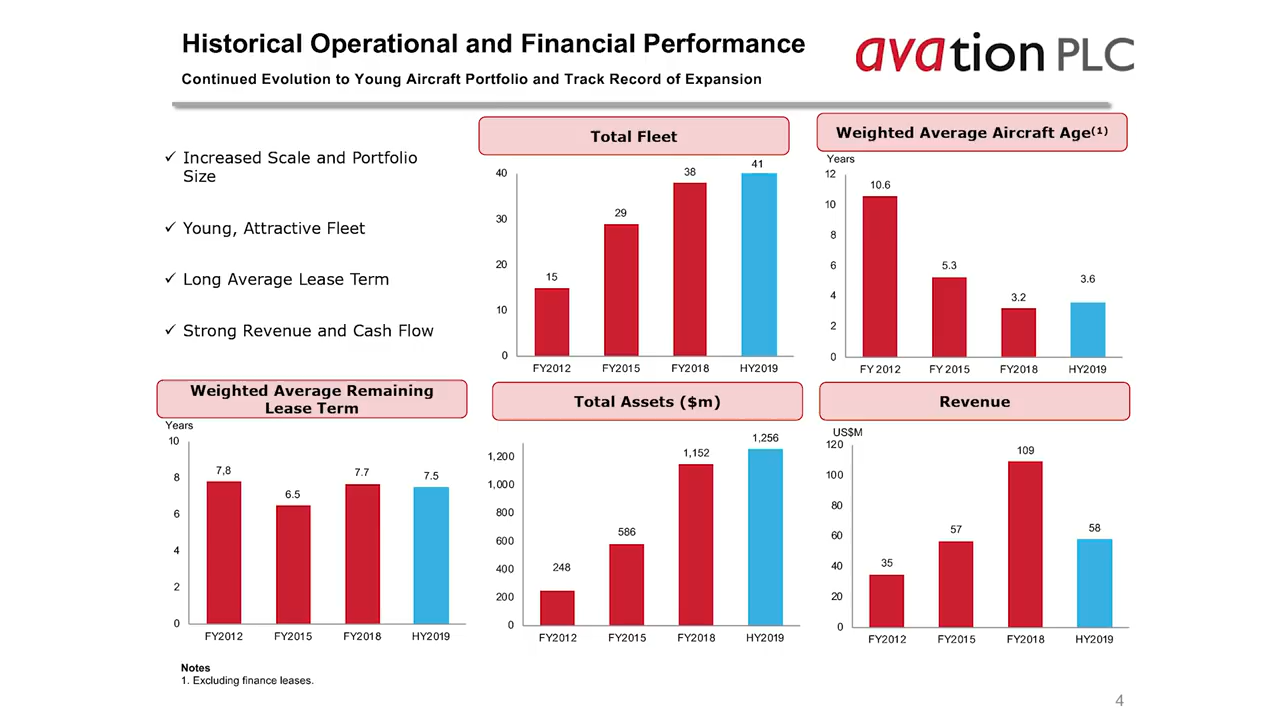 Historical Operational and Financial Performance
avation PLC
Continued Evolution to Young Aircraft Portfolio and Track Record of Expansion
✓ Increased Scale and Portfolio
Size
✓ Young, Attractive Fleet
✓ Long Average Lease Term
✓ Strong Revenue and Cash Flow
Total Fleet
40
30
20
10
0
15
29
38
41
FY2012 FY2015 FY2018 HY2019
Weighted Average Aircraft Age(1)
Years
12
10
8
6
4
2
0
10.6
5.3
3.2
3.6
FY 2012 FY 2015 FY2018 HY2019
Weighted Average Remaining
Lease Term
Years
10
8
6
4
2
0
7,8
6.5
7.7
7.5
FY2012 FY2015 FY2018 HY2019
Total Assets ($m)
1,200
1,000
800
600
400
200
0
248
586
1,152
1,256
FY2012 FY2015 FY2018 HY2019
Revenue
US$M
120
100
80
60
40
20
0
35
57
109
58
FY2012 FY2015 FY2018 HY2019
Notes
1. Excluding finance leases.
4